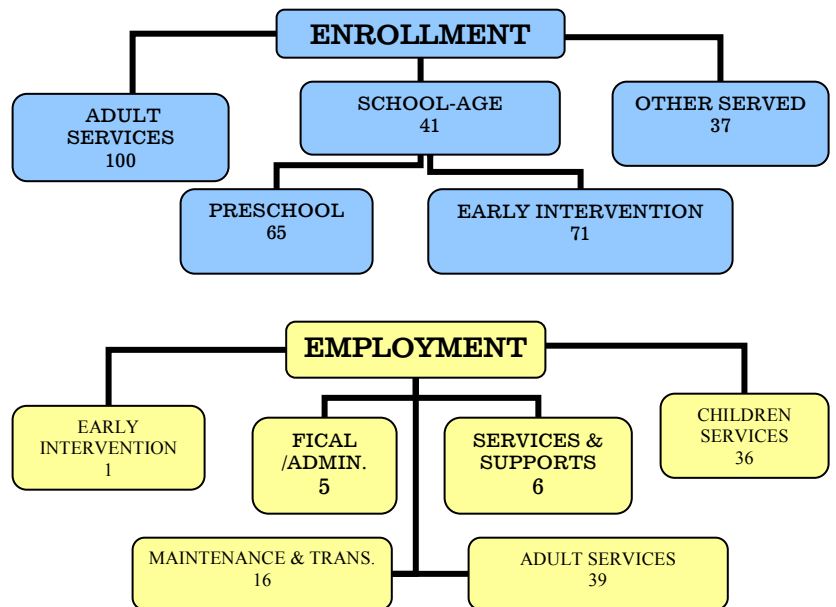 ENROLLMENT
ADULT
SERVICES
100
SCHOOL-AGE
41
OTHER SERVED
37
PRESCHOOL
65
EARLY INTERVENTION
71
EMPLOYMENT
EARLY
INTERVENTION
1
FICAL
/ADMIN.
5
SERVICES &
SUPPORTS
6
CHILDREN
SERVICES
36
MAINTENANCE & TRANS.
16
ADULT SERVICES
39